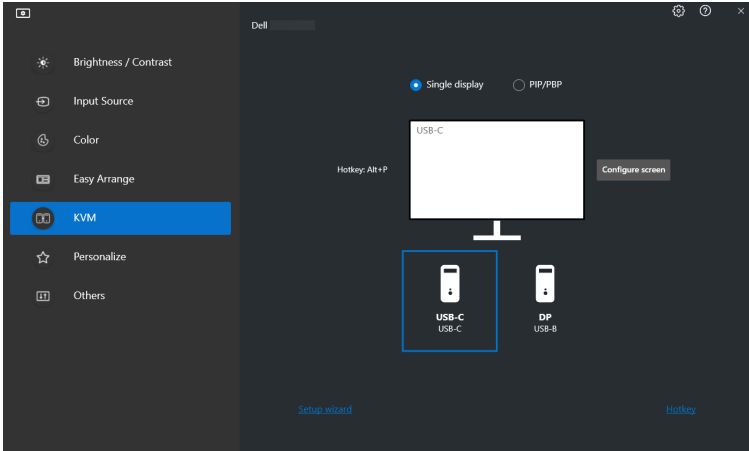 Dell
Brightness / Contrast
Input Source
Color
Easy Arrange
KVM
Personalize
Others
Single display
PIP/PBP
USB-C
Hotkey: Alt+P
Configure screen
USB-C
USB-C
DP
USB-B
Setup wizard
Hotkey